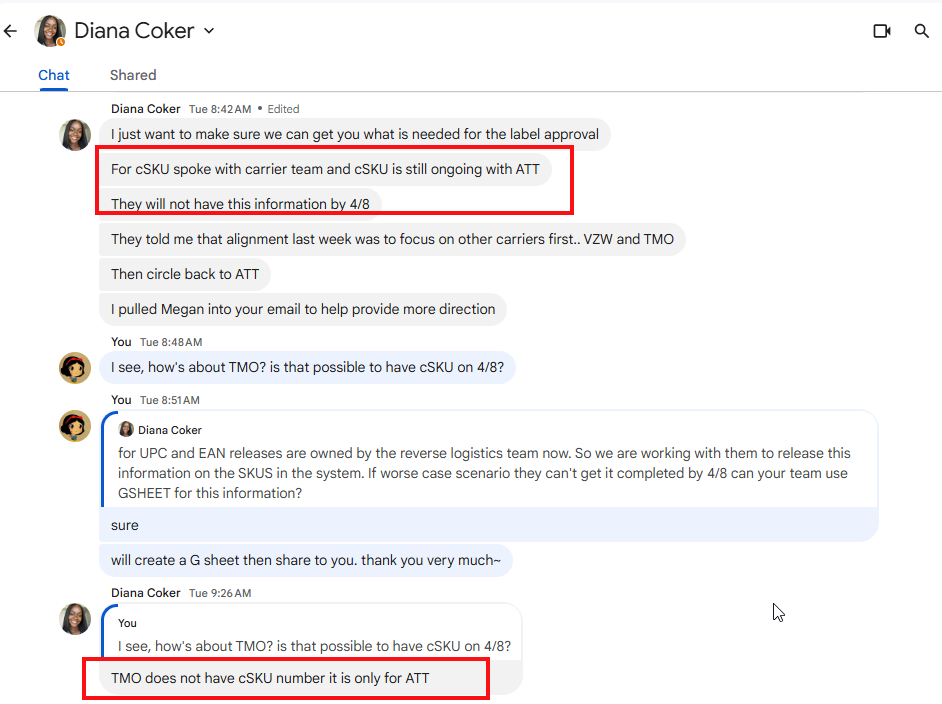 Diana Coker
Chat Shared
Diana Coker Tue 8:42 AM • Edited
I just want to make sure we can get you what is needed for the label approval
For cSKU spoke with carrier team and cSKU is still ongoing with ATT
They will not have this information by 4/8
They told me that alignment last week was to focus on other carriers first.. VZW and TMO
Then circle back to ATT
I pulled Megan into your email to help provide more direction
You Tue 8:48 AM
I see, how's about TMO? is that possible to have cSKU on 4/8?
You Tue 8:51 AM
Diana Coker
for UPC and EAN releases are owned by the reverse logistics team now. So we are working with them to release this
information on the SKUS in the system. If worse case scenario they can't get it completed by 4/8 can your team use
GSHEET for this information?
sure
will create a G sheet then share to you. thank you very much~
Diana Coker Tue 9:26 AM
You
I see, how's about TMO? is that possible to have cSKU on 4/8?
TMO does not have cSKU number it is only for ATT